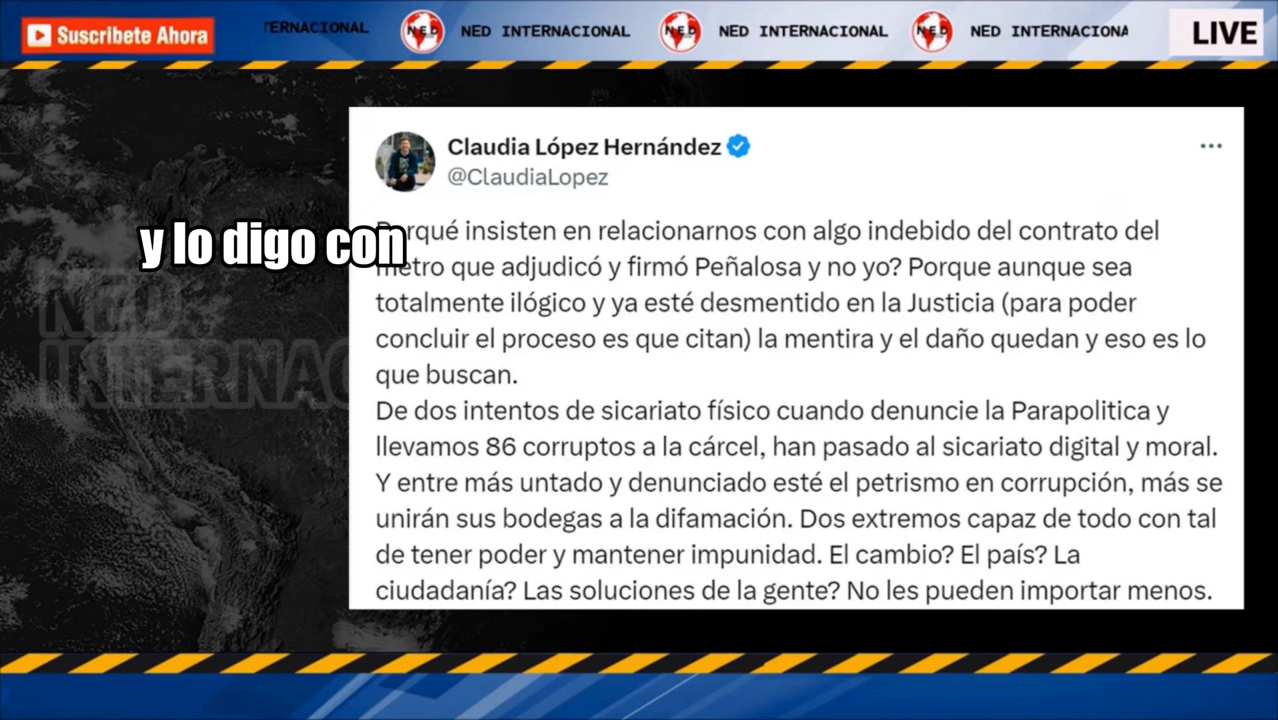 Suscribete Ahora
TERNACIONAL
NED
NED INTERNACIONAL
NED
NED INTERNACIONAL
NED
NED INTERNACIONA
LIVE
Claudia López Hernández
@ClaudiaLopez
y lo digo con
insisten en relacionarnos con algo indebido del contrato del
metro que adjudicó y firmó Peñalosa y no yo? Porque aunque sea
totalmente ilógico y ya esté desmentido en la Justicia (para poder
concluir el proceso es que citan) la mentira y el daño quedan y eso es lo
que buscan.
De dos intentos de sicariato físico cuando denuncie la Parapolitica y
llevamos 86 corruptos a la cárcel, han pasado al sicariato digital y moral.
Y entre más untado y denunciado esté el petrismo en corrupción, más se
unirán sus bodegas a la difamación. Dos extremos capaz de todo con tal
de tener poder y mantener impunidad. El cambio? El país? La
ciudadanía? Las soluciones de la gente? No les pueden importar menos.
NED
INTERNAC